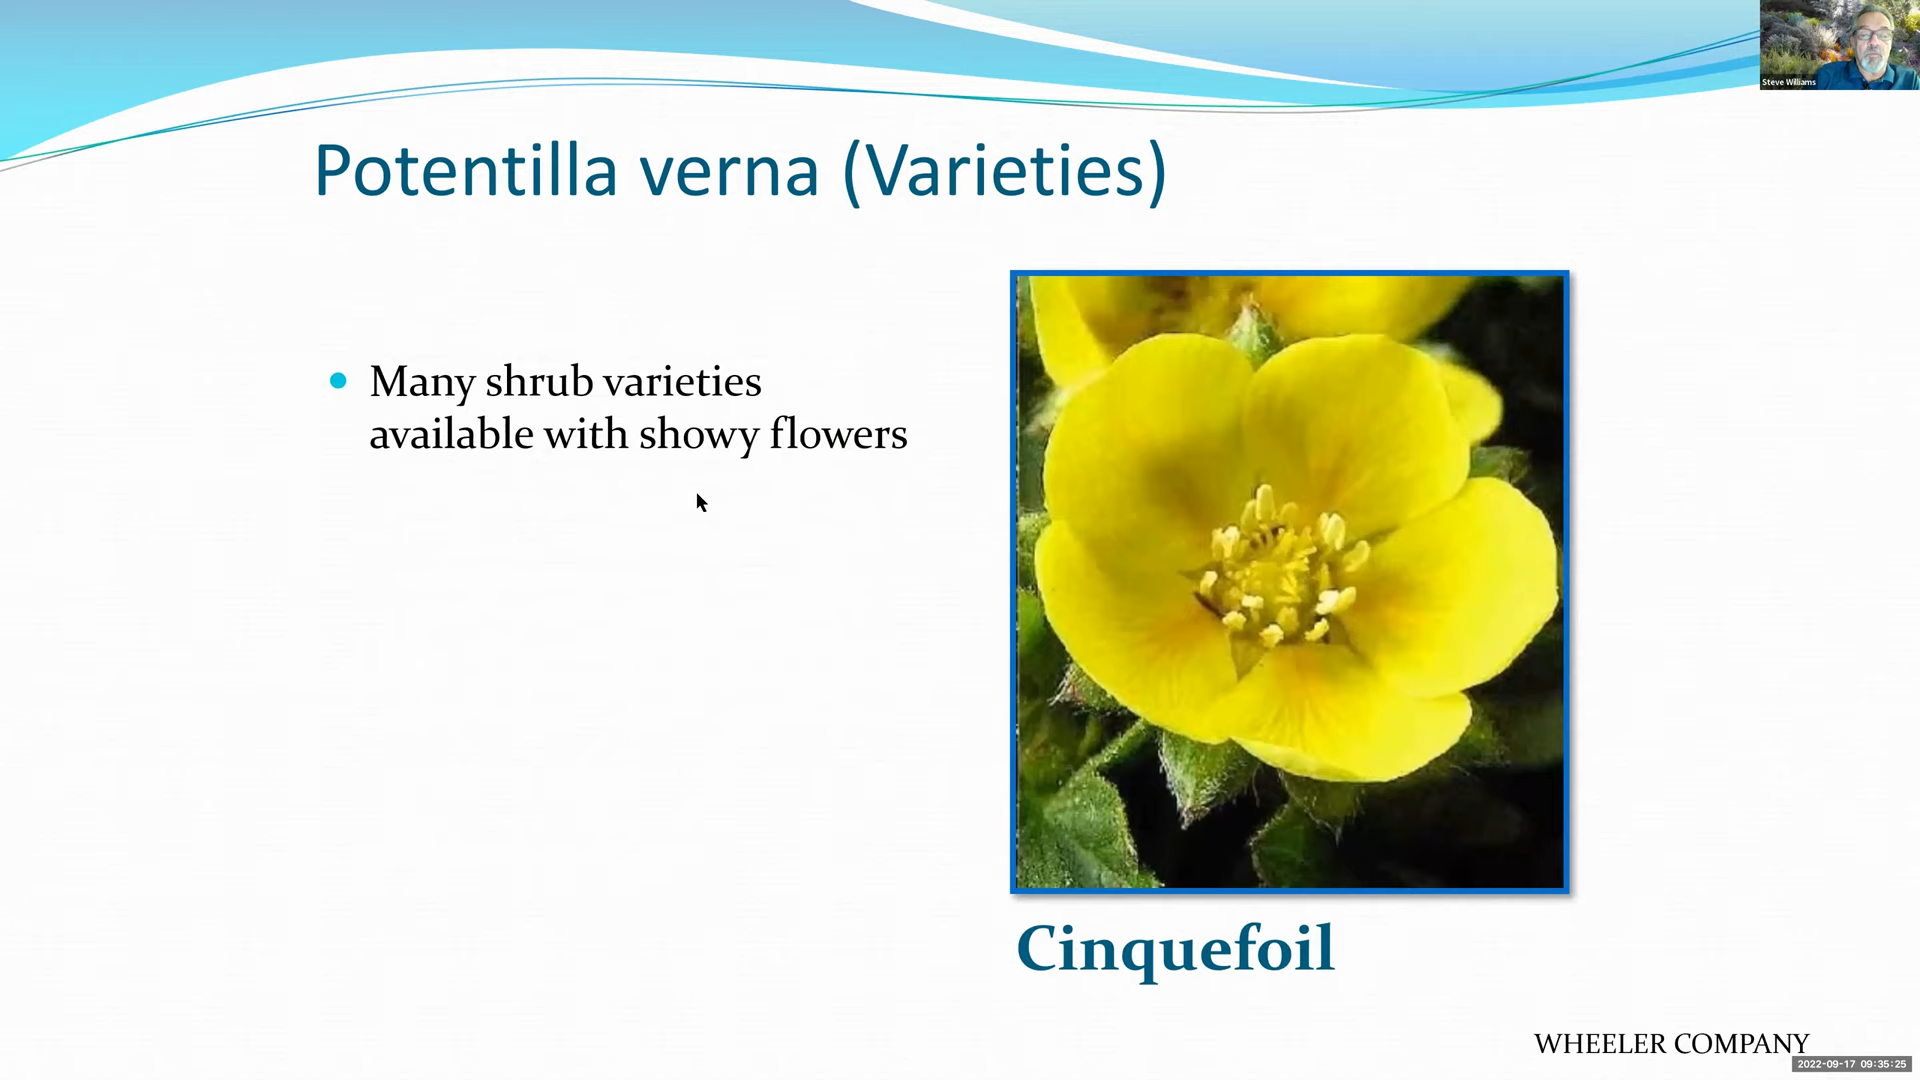 Steve Williams
Potentilla verna (Varieties)
Many shrub varieties
available with showy flowers
Cinquefoil
WHEELER COMPANY
2022-09-17 09:35:25